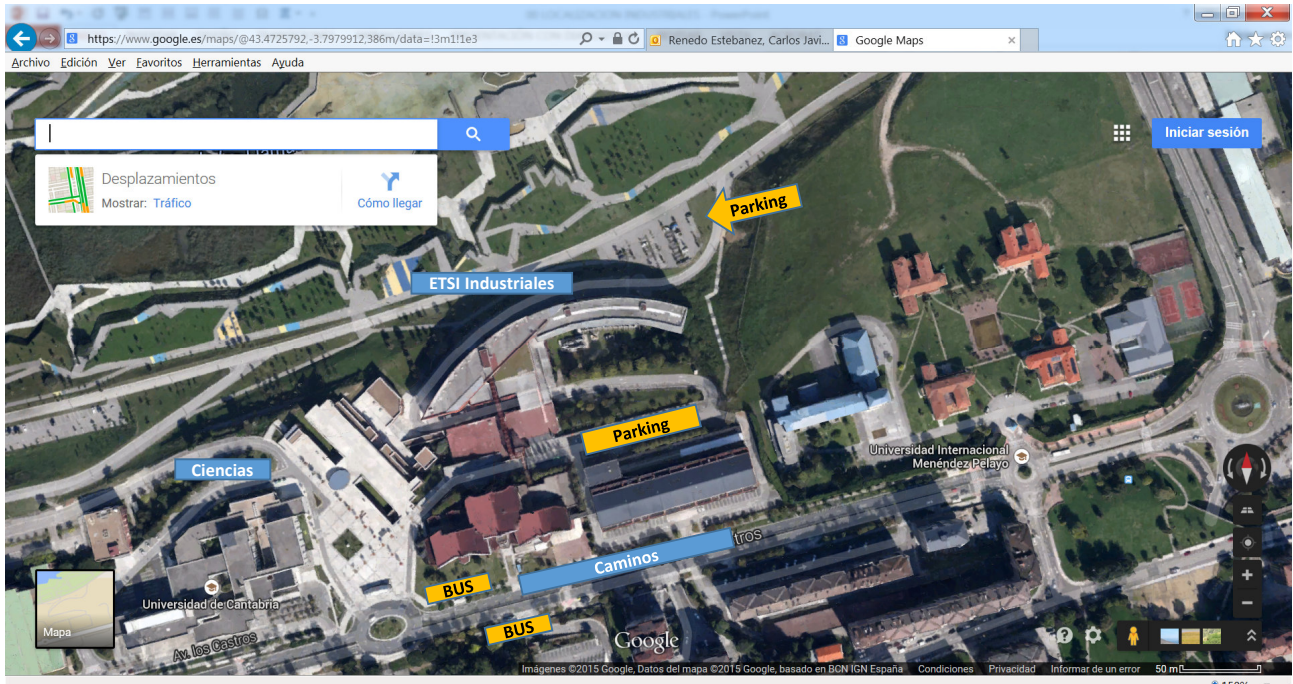 https://www.google.es/maps/@43.4725792,-3.7979912,386m/data=!3m1!1e3
Renedo Estebanez, Carlos Javi...
Google Maps
Archivo Edición Ver Favoritos Herramientas Ayuda
Iniciar sesión
Desplazamientos
Mostrar: Tráfico
Cómo llegar
Parking
ETSI Industriales
Parking
Universidad Internacional
Menéndez Pelayo
Ciencias
tros
Caminos
BUS
Universidad de Cantabria
BUS
Mapa
Av. los Castros
Google
Imágenes ©2015 Google, Datos del mapa ©2015 Google, basado en BCN IGN España Condiciones Privacidad Informar de un error 50 m
150%